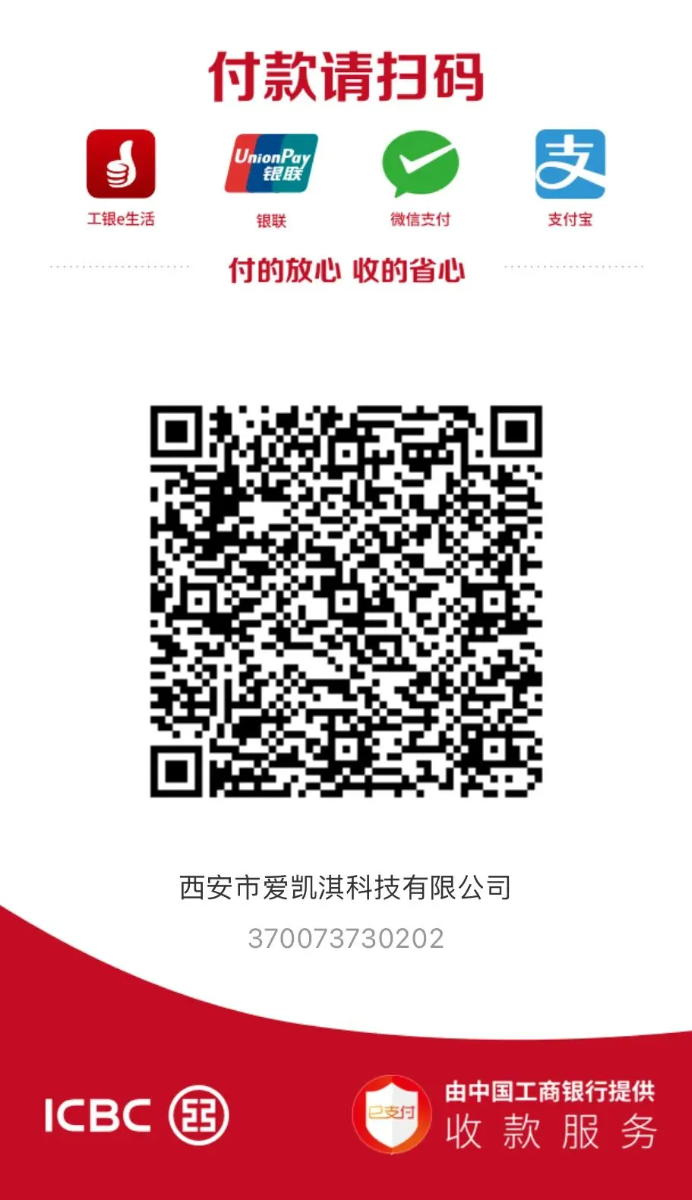 付款请扫码
UnionPay
银联
支
工银e生活
银联
微信支付
支付宝
付的放心 收的省心
西安市爱凯淇科技有限公司
370073730202
ICBC
已支付
由中国工商银行提供
收款服务